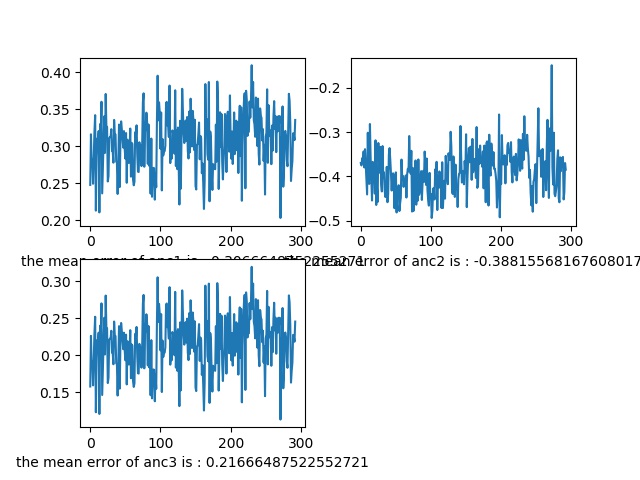 0.40
0.35
0.30
0.25
0.20
0 100 200 300
the mean error of anc1 is :
−0.2
−0.3
−0.4
−0.5
0 100 200 300
mean error of anc2 is : -0.38815568167608017
0.30
0.25
0.20
0.15
0 100 200 300
the mean error of anc3 is : 0.21666487522552721